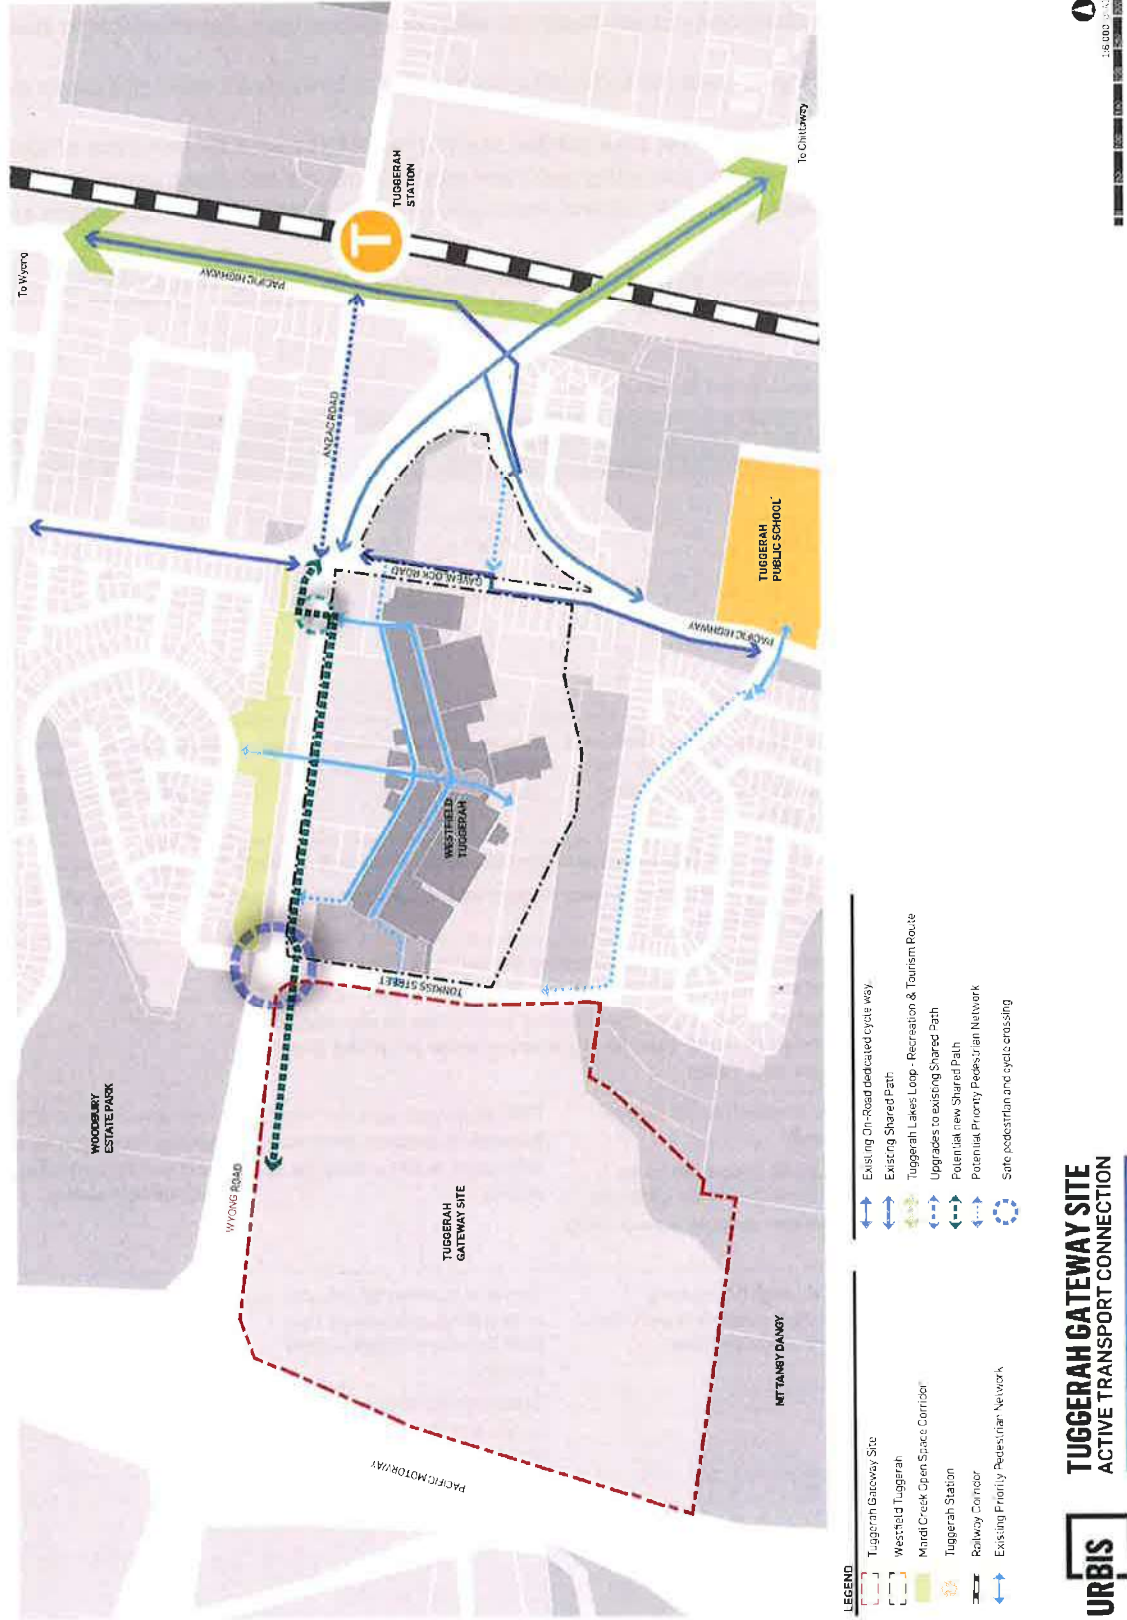 To Wyong
PACIFIC HIGHWAY
TUGGERAH
STATION
T
To Chittaway
ANZAC ROAD
GAVENLOCK ROAD
PACIFIC HIGHWAY
TUGGERAH
PUBLIC SCHOOL
WESTFIELD
TUGGERAH
TONKISS STREET
WOODBURY
ESTATE PARK
WYONG ROAD
TUGGERAH
GATEWAY SITE
PACIFIC MOTORWAY
MT TANGY DANGY
LEGEND
Tuggerah Gateway Site
Westfield Tuggerah
Mardi Creek Open Space Corridor
Tuggerah Station
Railway Corridor
Existing Priority Pedestrian Network
Existing On-Road dedicated cycle way.
Existing Shared Path
Tuggerah Lakes Loop - Recreation & Tourism Route
Upgrades to existing Shared Path
Potential new Shared Path
Potential Priority Pedestrian Network
Safe pedestrian and cycle crossing
URBIS
TUGGERAH GATEWAY SITE
ACTIVE TRANSPORT CONNECTION